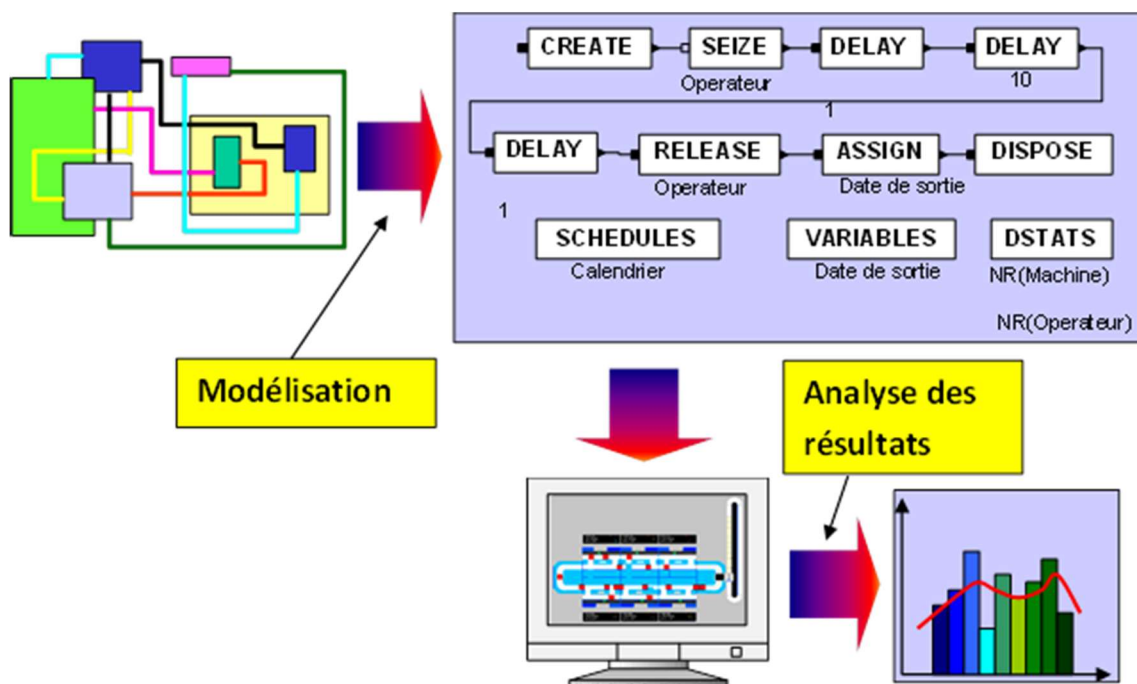 CREATE SEIZE DELAY DELAY
Operateur 10
1
DELAY RELEASE ASSIGN DISPOSE
Operateur Date de sortie
1
SCHEDULES VARIABLES DSTATS
Calendrier Date de sortie NR(Machine)
NR(Operateur)
Modélisation
Analyse des
résultats